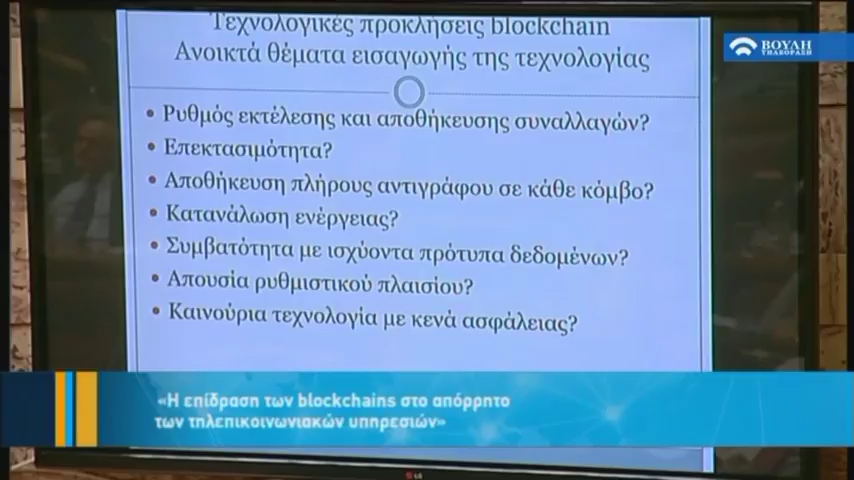 Τεχνολογικές προκλήσεις blockchain
Ανοικτά θέματα εισαγωγής της τεχνολογίας
ΒΟΥΛΗ
ΤΗΛΕΟΡΑΣΗ
• Ρυθμός εκτέλεσης και αποθήκευσης συναλλαγών?
• Επεκτασιμότητα?
• Αποθήκευση πλήρους αντιγράφου σε κάθε κόμβο?
• Κατανάλωση ενέργειας?
• Συμβατότητα με ισχύοντα πρότυπα δεδομένων?
• Απουσία ρυθμιστικού πλαισίου?
• Καινούρια τεχνολογία με κενά ασφάλειας?
«Η επίδραση των blockchains στο απόρρητο
των τηλεπικοινωνιακών υπηρεσιών»
LG